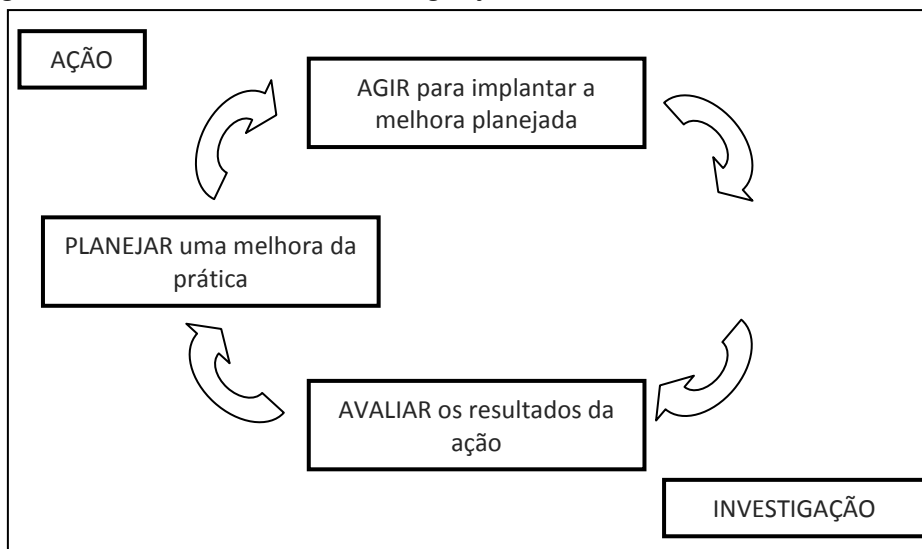 AÇÃO
AGIR para implantar a
melhora planejada
PLANEJAR uma melhora da
prática
AVALIAR os resultados da
ação
INVESTIGAÇÃO